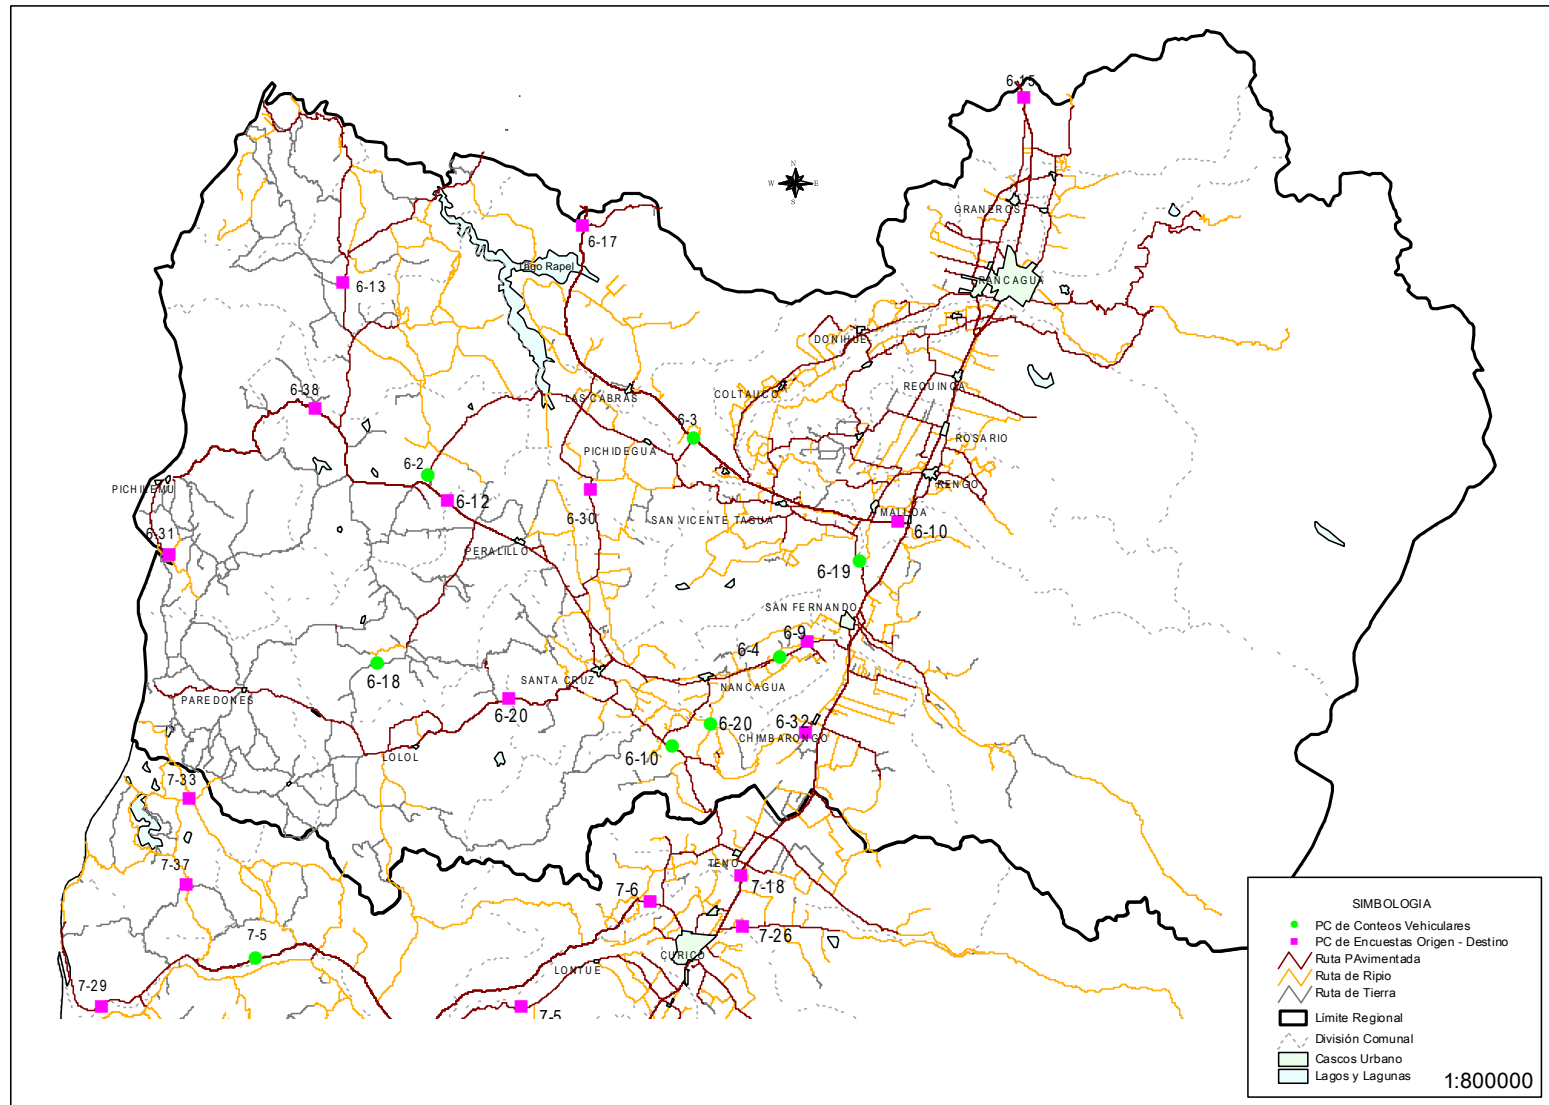 6-15
N
W E
S
GRANEROS
6-17
lago Rapel
RANCAGUA
6-13
DONIHUE
6-38
LAS CABRAS
COLTAUCO
REQUINOA
6-3
ROSARIO
PICHIDEGUA
6-2
RENGO
PICHILEMU
6-12
6-30
SAN VICENTE TAGUA
MALLOA
6-10
6-31
PERALILLO
6-19
SAN FERNANDO
6-9
6-4
6-18
SANTA CRUZ
NANCAGUA
PAREDONES
6-20
6-20
6-32
CHIMBARONGO
6-10
LOLOL
7-33
7-37
TENO
7-18
7-6
7-26
7-5
CURICO
LONTUE
7-29
7-5
SIMBOLOGIA
PC de Conteos Vehiculares
PC de Encuestas Origen - Destino
Ruta PAvimentada
Ruta de Ripio
Ruta de Tierra
Límite Regional
División Comunal
Cascos Urbano
Lagos y Lagunas
1:800000